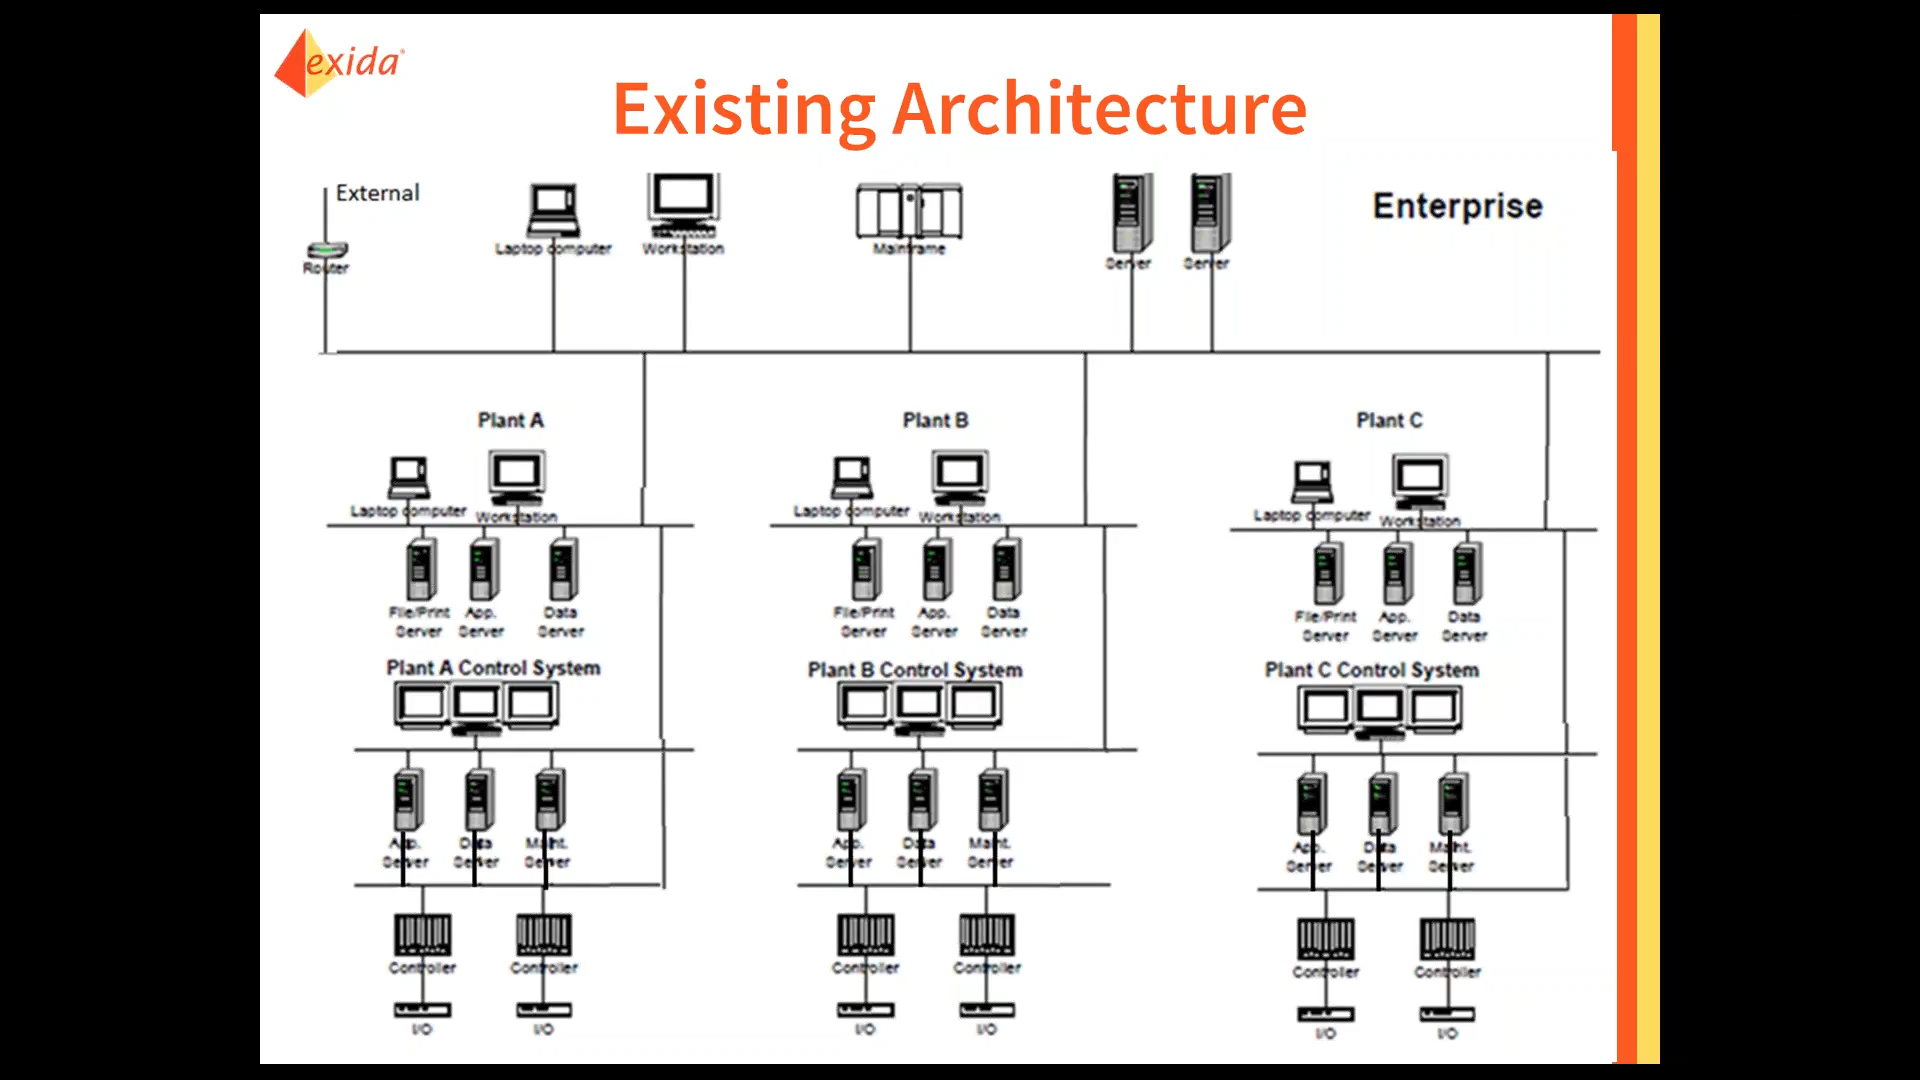 exida®
Existing Architecture
External
Enterprise
Router
Laptop computer
Workstation
Mainframe
Server
Server
Plant A
Plant B
Plant C
Laptop computer
Workstation
Laptop computer
Workstation
Laptop computer
Workstation
File/Print
Server
App.
Server
Data
Server
File/Print
Server
App.
Server
Data
Server
File/Print
Server
App.
Server
Data
Server
Plant A Control System
Plant B Control System
Plant C Control System
App.
Server
Data
Server
Maint.
Server
App.
Server
Data
Server
Maint.
Server
App.
Server
Data
Server
Maint.
Server
Controller
Controller
Controller
Controller
Controller
Controller
I/O
I/O
I/O
I/O
I/O
I/O